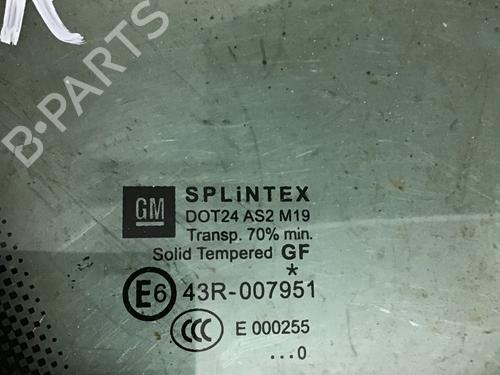 B-PARTS
GM SPLiNTEX
DOT24 AS2 M19
Transp. 70% min.
Solid Tempered GF
*
E6 43R-007951
CCC E 000255
...0